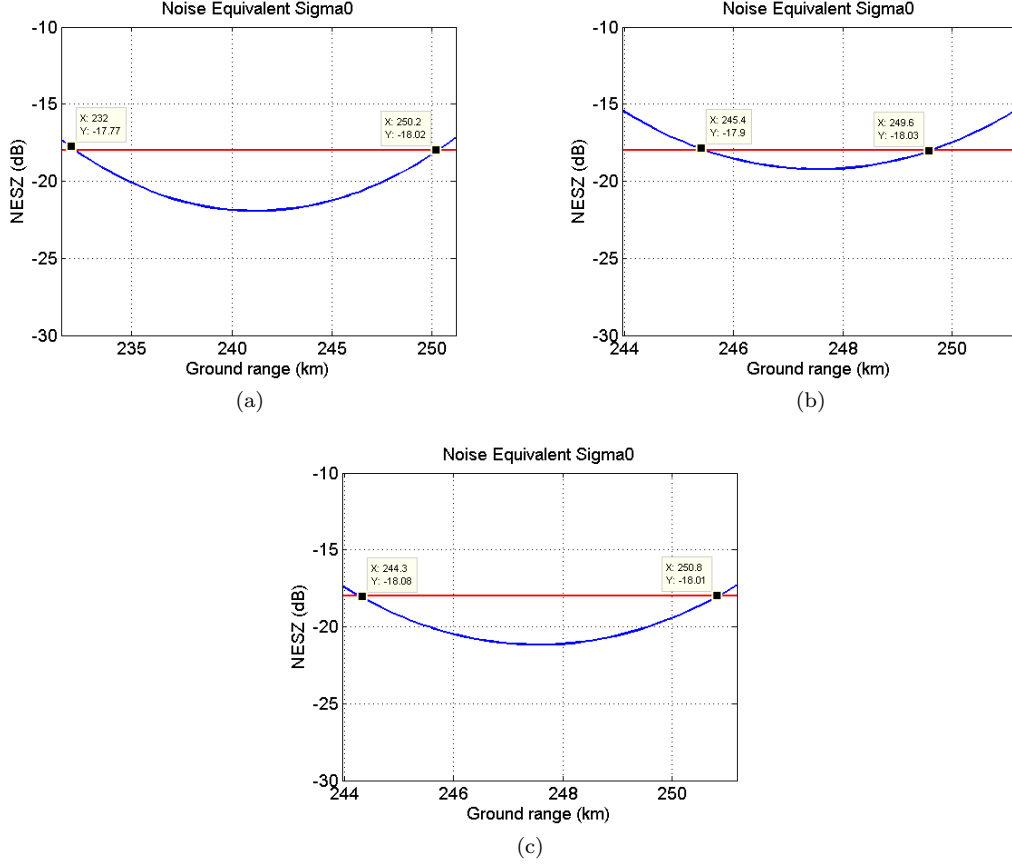 Noise Equivalent Sigma0
-10
-15
-20
-25
-30
NESZ (dB)
X: 232
Y: -17.77
X: 250.2
Y: -18.02
235
240
245
250
Ground range (km)
(a)
Noise Equivalent Sigma0
-10
-15
-20
-25
-30
NESZ (dB)
X: 245.4
Y: -17.9
X: 249.6
Y: -18.03
244
246
248
250
Ground range (km)
(b)
Noise Equivalent Sigma0
-10
-15
-20
-25
-30
NESZ (dB)
X: 244.3
Y: -18.08
X: 250.8
Y: -18.01
244
246
248
250
Ground range (km)
(c)